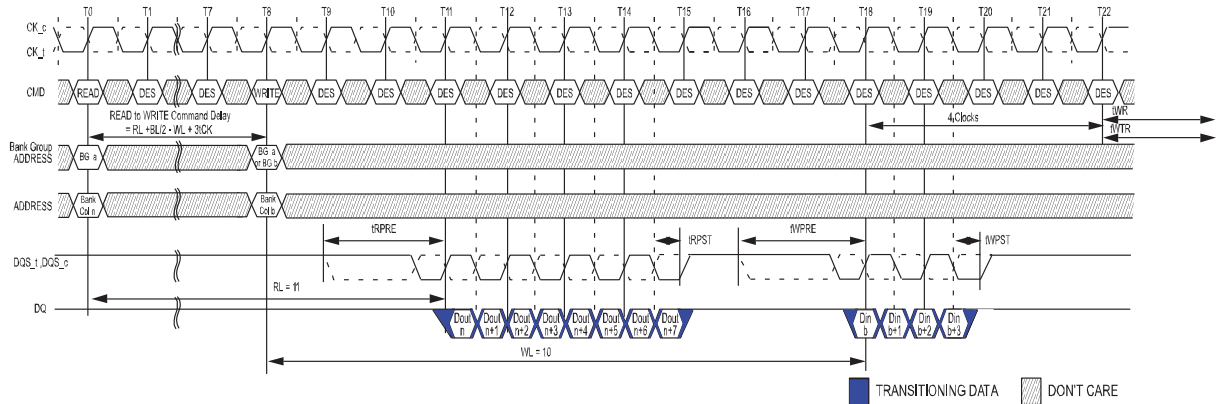 T0 T1 T7 T8 T9 T10 T11 T12 T13 T14 T15 T16 T17 T18 T19 T20 T21 T22
CK_c
CK_t
CMD READ DES DES WRITE DES DES DES DES DES DES DES DES DES DES DES DES DES DES
READ to WRITE Command Delay
= RL +BL/2 - WL + 3tCK
4 Clocks
tWR
tWTR
Bank Group
ADDRESS
BG a
BG a
or BG b
ADDRESS
Bank
Col n
Bank
Col b
tRPRE tRPST tWPRE tWPST
DQS_t ,DQS_c
RL = 11
DQ
Dout
n
Dout
n+1
Dout
n+2
Dout
n+3
Dout
n+4
Dout
n+5
Dout
n+6
Dout
n+7
Din
b
Din
b+1
Din
b+2
Din
b+3
WL = 10
TRANSITIONING DATA
DON'T CARE